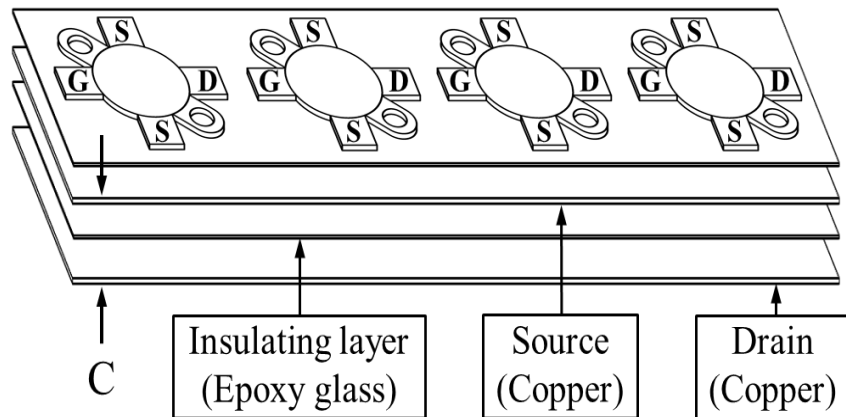 S S S S
G D G D G D G D
S S S S
C
Insulating layer
(Epoxy glass)
Source
(Copper)
Drain
(Copper)